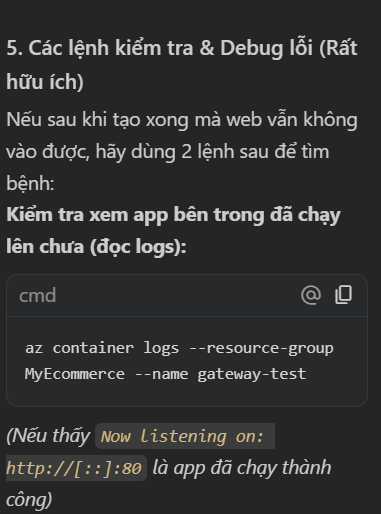 5. Các lệnh kiểm tra & Debug lỗi (Rất
hữu ích)
Nếu sau khi tạo xong mà web vẫn không
vào được, hãy dùng 2 lệnh sau để tìm
bệnh:
Kiểm tra xem app bên trong đã chạy
lên chưa (đọc logs):
cmd
az container logs --resource-group
MyEcommerce --name gateway-test
(Nếu thấy Now listening on:
http://[::]:80 là app đã chạy thành
công)